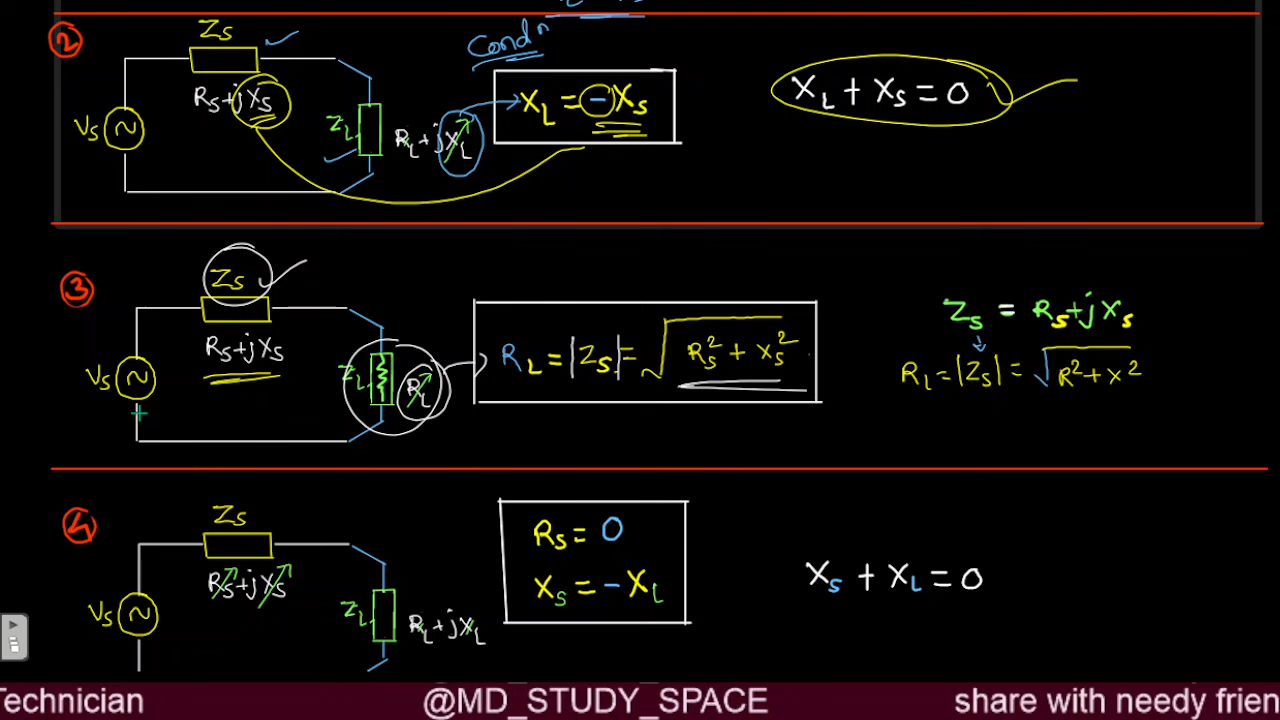 ②
Zs
Condⁿ
Rs+jXs
Vs
ZL
RL+jXL
XL = -Xs
XL + Xs = 0
③
Zs
Rs+jXs
Vs
ZL
RL
RL = |Zs| = √Rs² + Xs²
Zs = Rs+jXs
RL = |Zs| = √R² + X²
④
Zs
Rs+jXs
Vs
ZL
RL+jXL
Rs = 0
Xs = -XL
Xs + XL = 0
Technician
@MD_STUDY_SPACE
share with needy frien